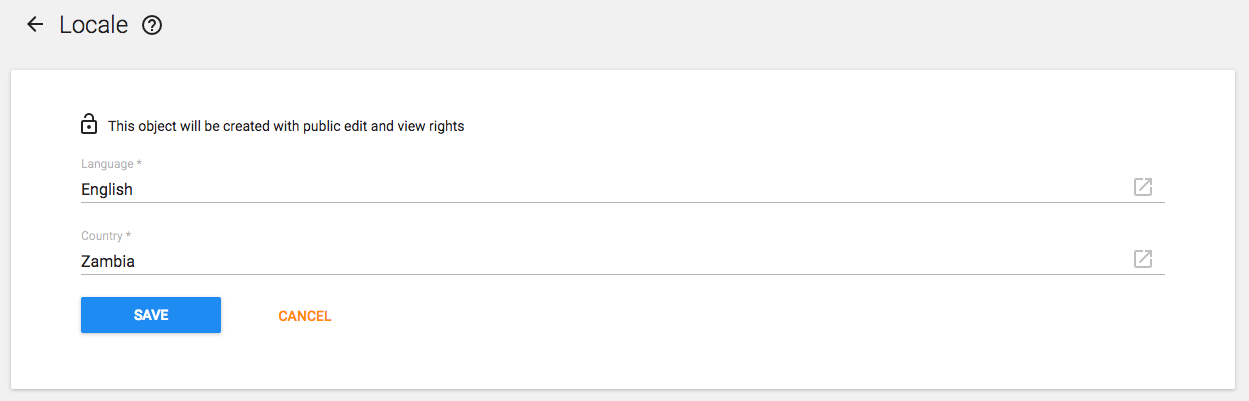 Locale
This object will be created with public edit and view rights
Language *
English
Country *
Zambia
SAVE CANCEL